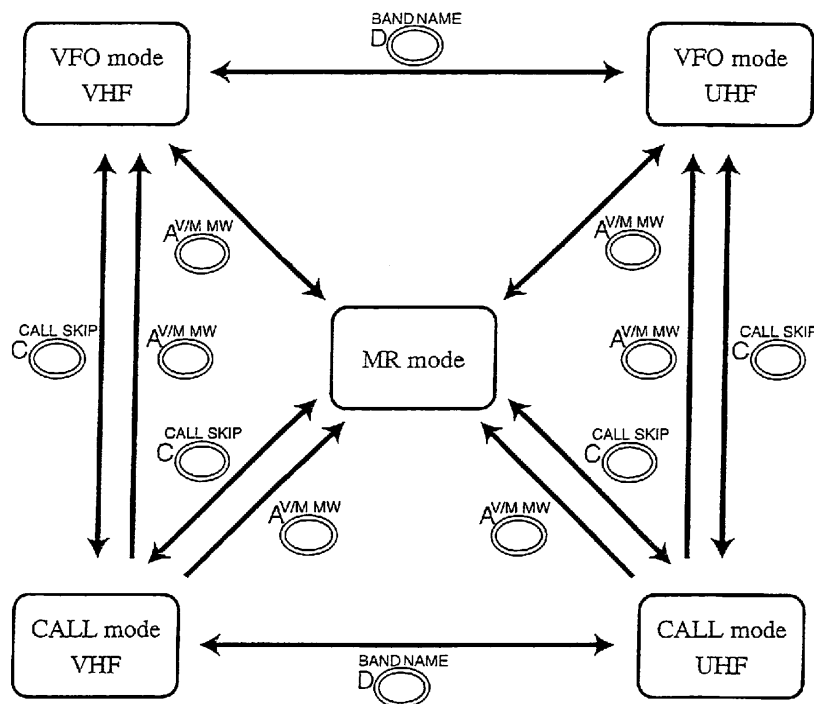 BAND NAME
D
VFO mode
VHF
VFO mode
UHF
A V/M MW
A V/M MW
CALL SKIP
C
A V/M MW
MR mode
A V/M MW
CALL SKIP
C
CALL SKIP
C
CALL SKIP
C
A V/M MW
A V/M MW
CALL mode
VHF
CALL mode
UHF
BAND NAME
D